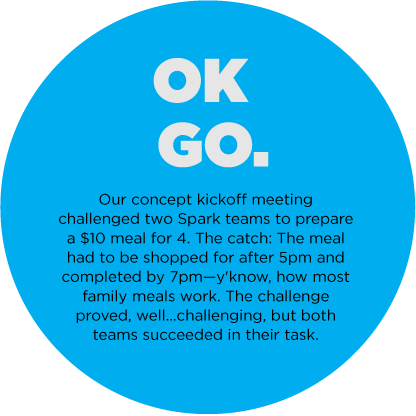 OK
GO.
Our concept kickoff meeting
challenged two Spark teams to prepare
a $10 meal for 4. The catch: The meal
had to be shopped for after 5pm and
completed by 7pm—y'know, how most
family meals work. The challenge
proved, well...challenging, but both
teams succeeded in their task.